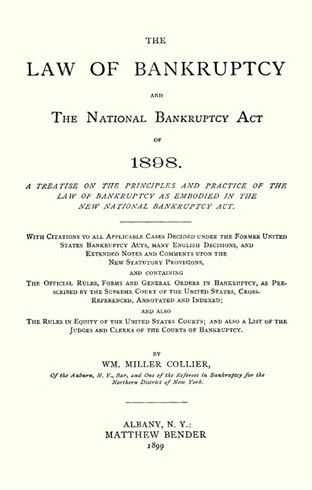 THE
LAW OF BANKRUPTCY
AND
THE NATIONAL BANKRUPTCY ACT
OF
1898.
A TREATISE ON THE PRINCIPLES AND PRACTICE OF THE
LAW OF BANKRUPTCY AS EMBODIED IN THE
NEW NATIONAL BANKRUPTCY ACT.
WITH CITATIONS TO ALL APPLICABLE CASES DECIDED UNDER THE FORMER UNITED
STATES BANKRUPTCY ACTS, MANY ENGLISH DECISIONS, AND
EXTENDED NOTES AND COMMENTS UPON THE
NEW STATUTORY PROVISIONS,
AND CONTAINING
THE OFFICIAL RULES, FORMS AND GENERAL ORDERS IN BANKRUPTCY, AS PRE-
SCRIBED BY THE SUPREME COURT OF THE UNITED STATES, CROSS-
REFERENCED, ANNOTATED AND INDEXED;
AND ALSO
THE RULES IN EQUITY OF THE UNITED STATES COURTS; AND ALSO A LIST OF THE
JUDGES AND CLERKS OF THE COURTS OF BANKRUPTCY.
BY
WM. MILLER COLLIER,
Of the Auburn, N. Y., Bar, and One of the Referees in Bankruptcy for the
Northern District of New York.
ALBANY, N. Y.:
MATTHEW BENDER
1899